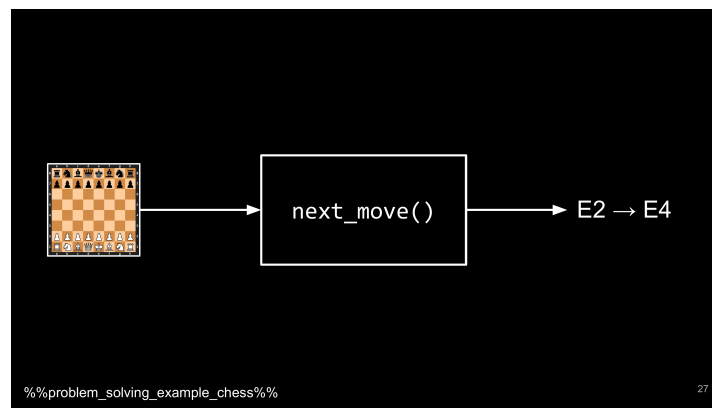 next_move()
E2 → E4
%%problem_solving_example_chess%%
27